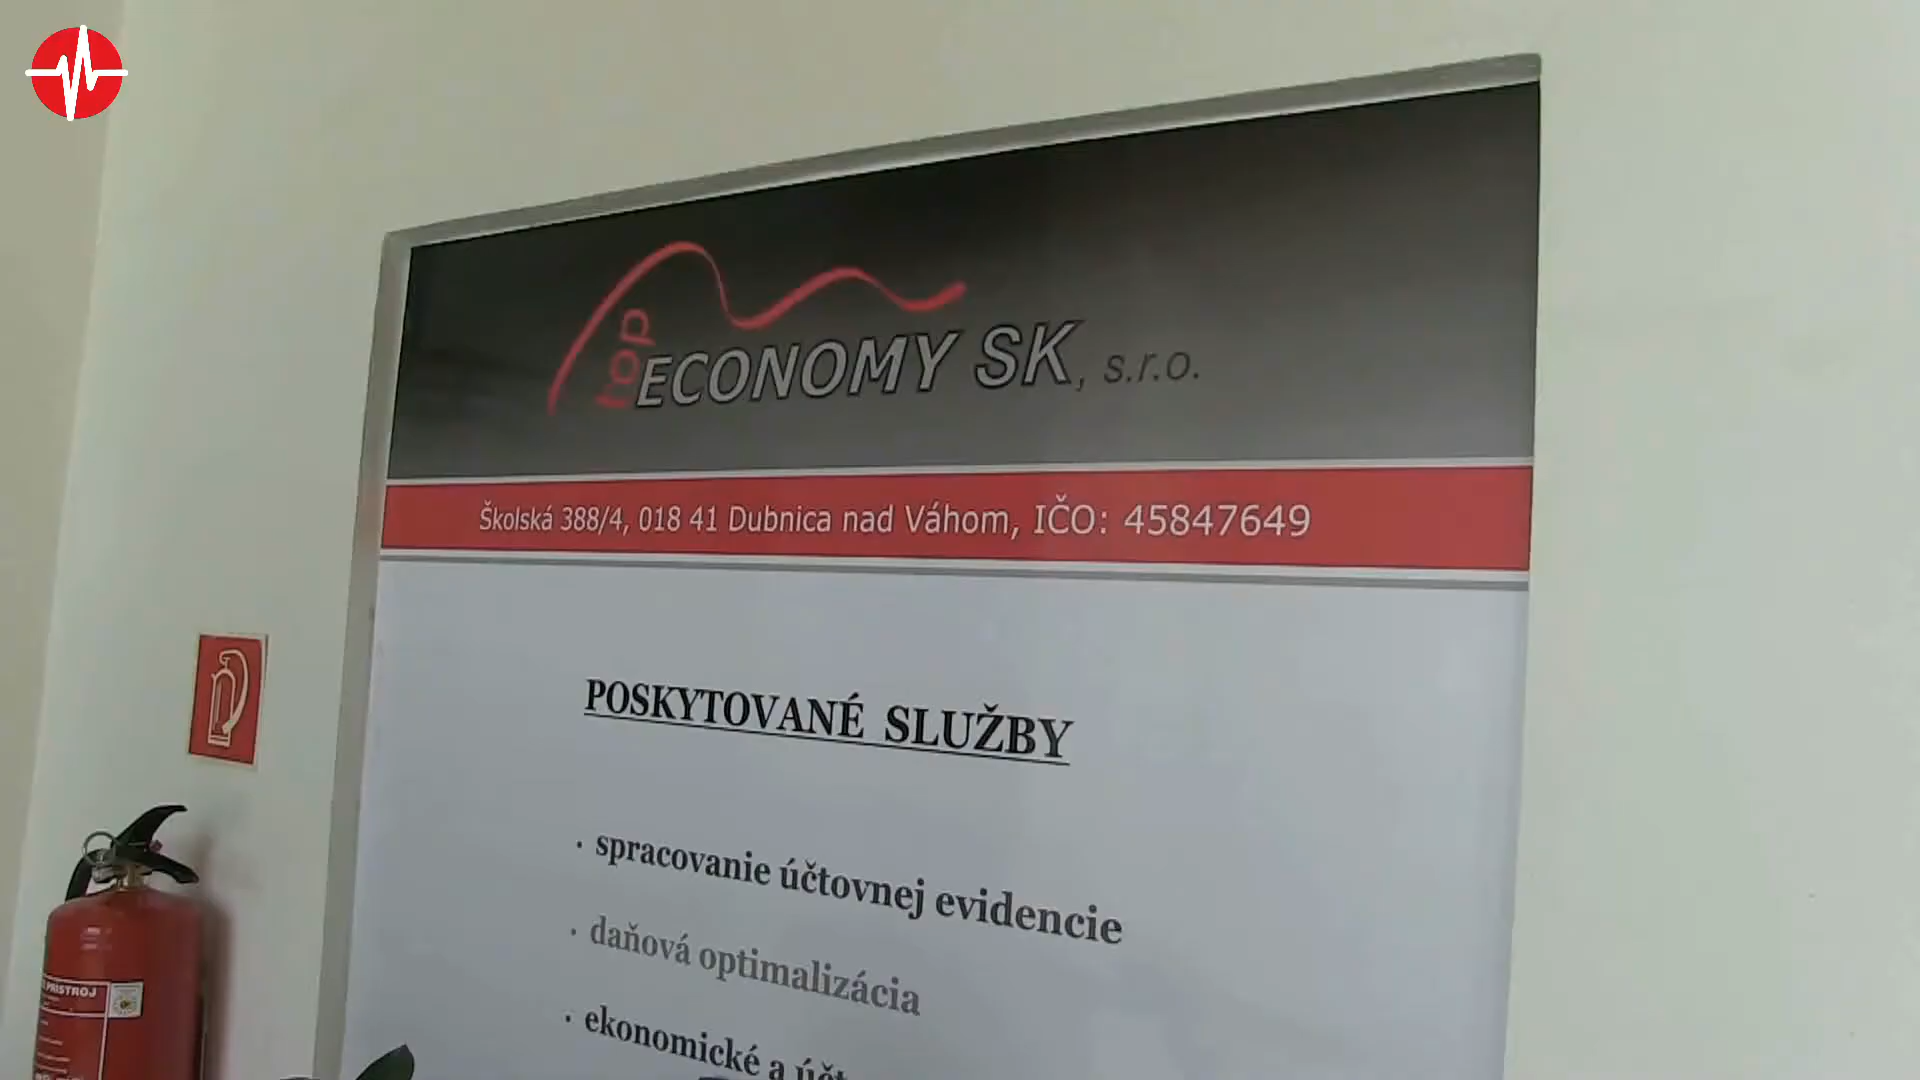 top
ECONOMY SK, s.r.o.
Školská 388/4, 018 41 Dubnica nad Váhom, IČO: 45847649
POSKYTOVANÉ SLUŽBY
· spracovanie účtovnej evidencie
· daňová optimalizácia
· ekonomické a
PRÍSTROJ